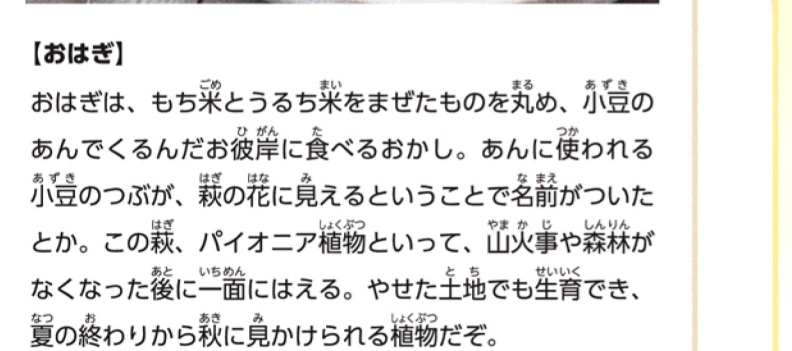 【おはぎ】
おはぎは、もち米とうるち米をまぜたものを丸め、小豆の
あんでくるんだお彼岸に食べるおかし。あんに使われる
小豆のつぶが、萩の花に見えるということで名前がついた
とか。この萩、パイオニア植物といって、山火事や森林が
なくなった後に一面にはえる。やせた土地でも生育でき、
夏の終わりから秋に見かけられる植物だぞ。